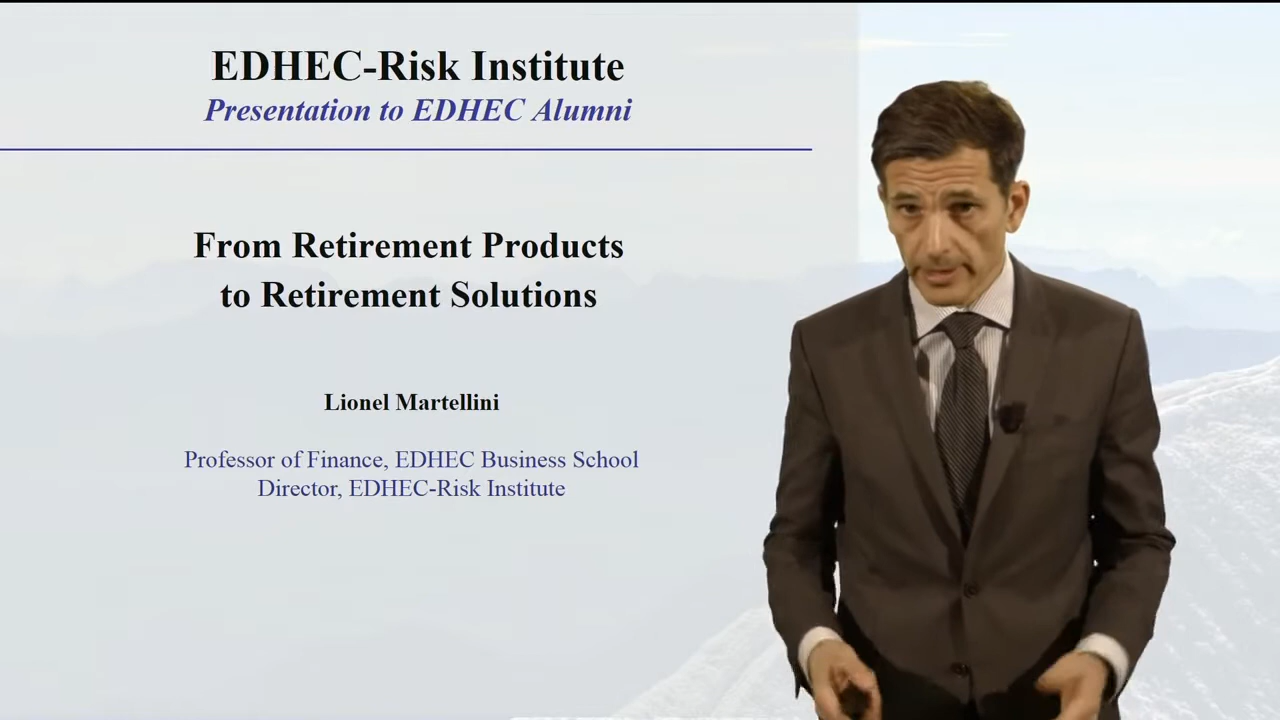 EDHEC-Risk Institute
Presentation to EDHEC Alumni
From Retirement Products
to Retirement Solutions
Lionel Martellini
Professor of Finance, EDHEC Business School
Director, EDHEC-Risk Institute